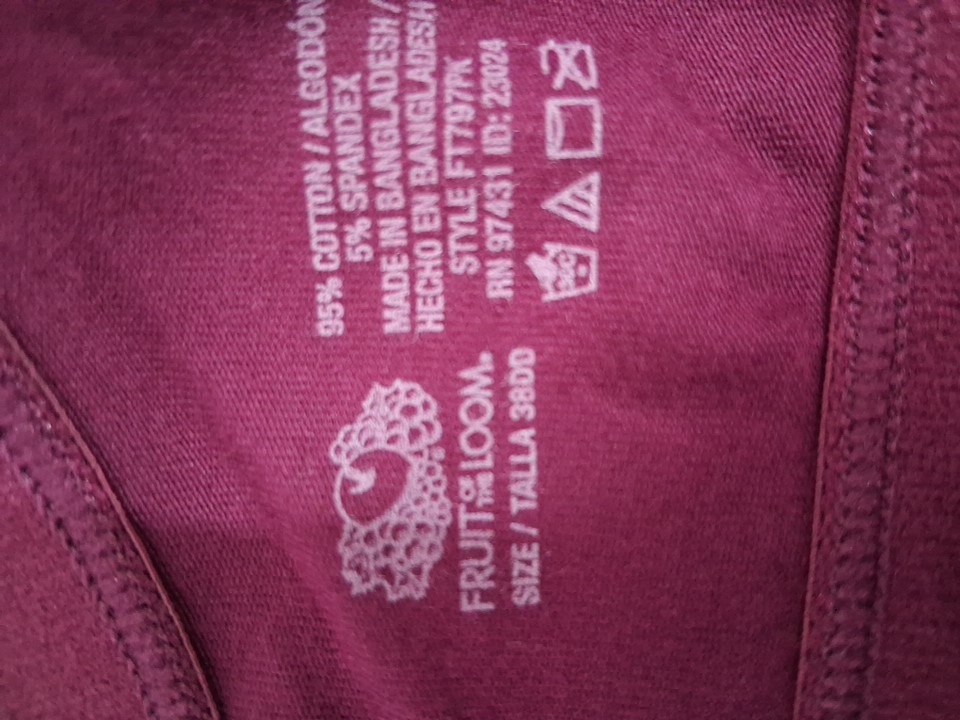 FRUIT OF THE LOOM®
SIZE / TALLA 38DD
95% COTTON / ALGODÓN
5% SPANDEX
MADE IN BANGLADESH /
HECHO EN BANGLADESH
STYLE FT797PK
RN 97431 ID: 23024